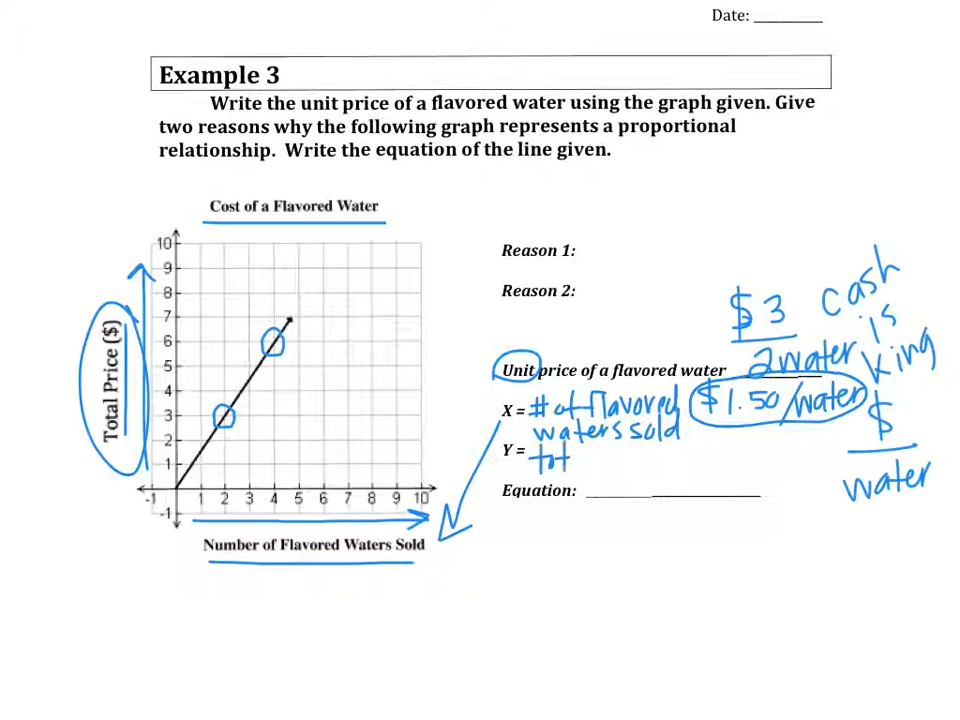 Date: __________
Example 3
Write the unit price of a flavored water using the graph given. Give
two reasons why the following graph represents a proportional
relationship. Write the equation of the line given.
Cost of a Flavored Water
10
9
8
7
6
5
4
3
2
1
-1
-1 1 2 3 4 5 6 7 8 9 10
Total Price ($)
Number of Flavored Waters Sold
Reason 1:
Reason 2:
Unit price of a flavored water __________
X = # of flavored
waters sold
Y = tot
Equation: ____________________
$3
2 water
$1.50/water
cash
is
king
$
water